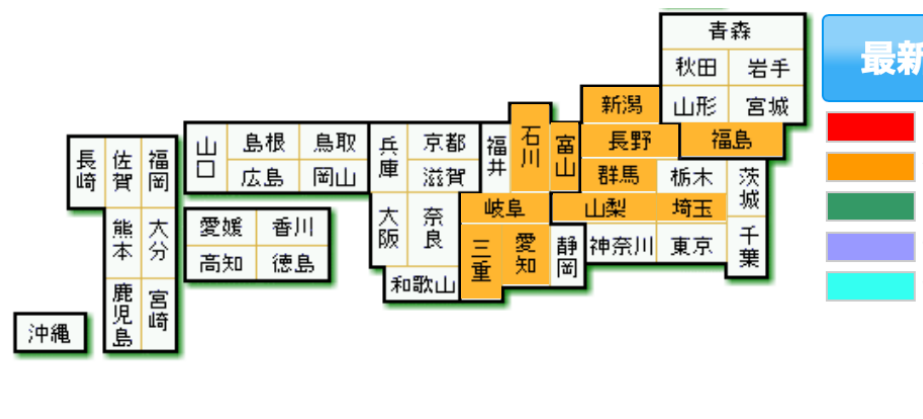 青森
最新
秋田
岩手
新潟
山形
宮城
石川
富山
長野
福島
長崎
佐賀
福岡
山口
島根
鳥取
兵庫
京都
福井
広島
岡山
滋賀
群馬
栃木
茨城
岐阜
山梨
埼玉
大阪
奈良
熊本
大分
愛媛
香川
三重
愛知
静岡
神奈川
東京
千葉
高知
徳島
和歌山
鹿児島
宮崎
沖縄